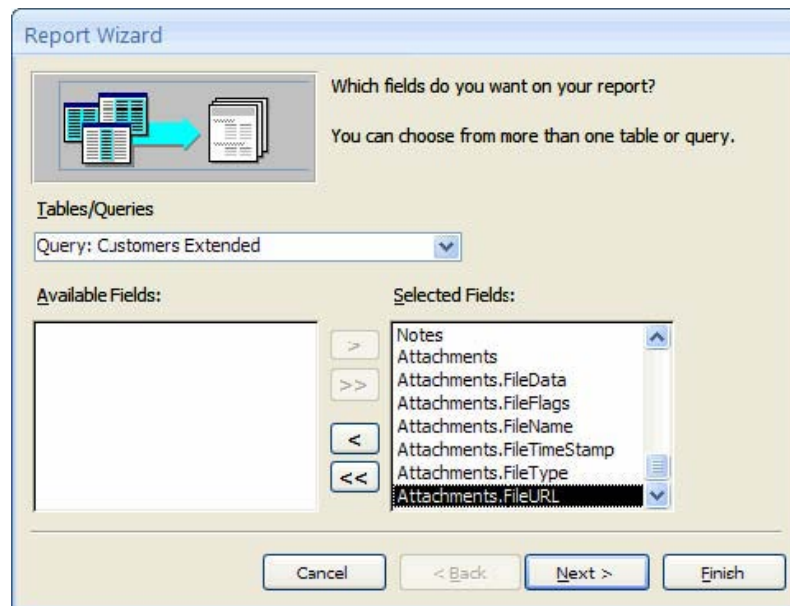 Report Wizard
Which fields do you want on your report?
You can choose from more than one table or query.
Tables/Queries
Query: Customers Extended
Available Fields:
Selected Fields:
>
>>
<
<<
Notes
Attachments
Attachments.FileData
Attachments.FileFlags
Attachments.FileName
Attachments.FileTimeStamp
Attachments.FileType
Attachments.FileURL
Cancel
< Back
Next >
Finish